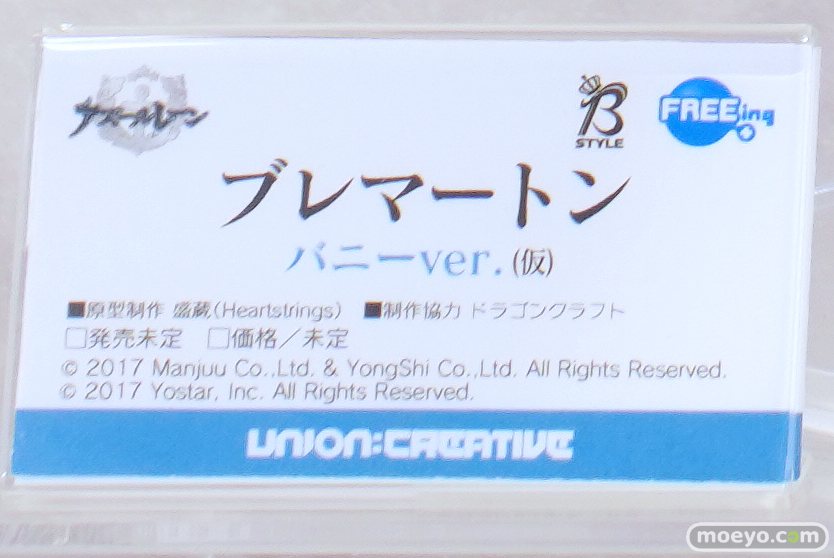 アズールレーン
B STYLE
FREEing
ブレマートン
バニーver.(仮)
■原型制作 盛蔵(Heartstrings) ■制作協力 ドラゴンクラフト
□発売未定 □価格／未定
© 2017 Manjuu Co.,Ltd. & YongShi Co.,Ltd. All Rights Reserved.
© 2017 Yostar, Inc. All Rights Reserved.
UNION:CREATIVE
moeyo.com